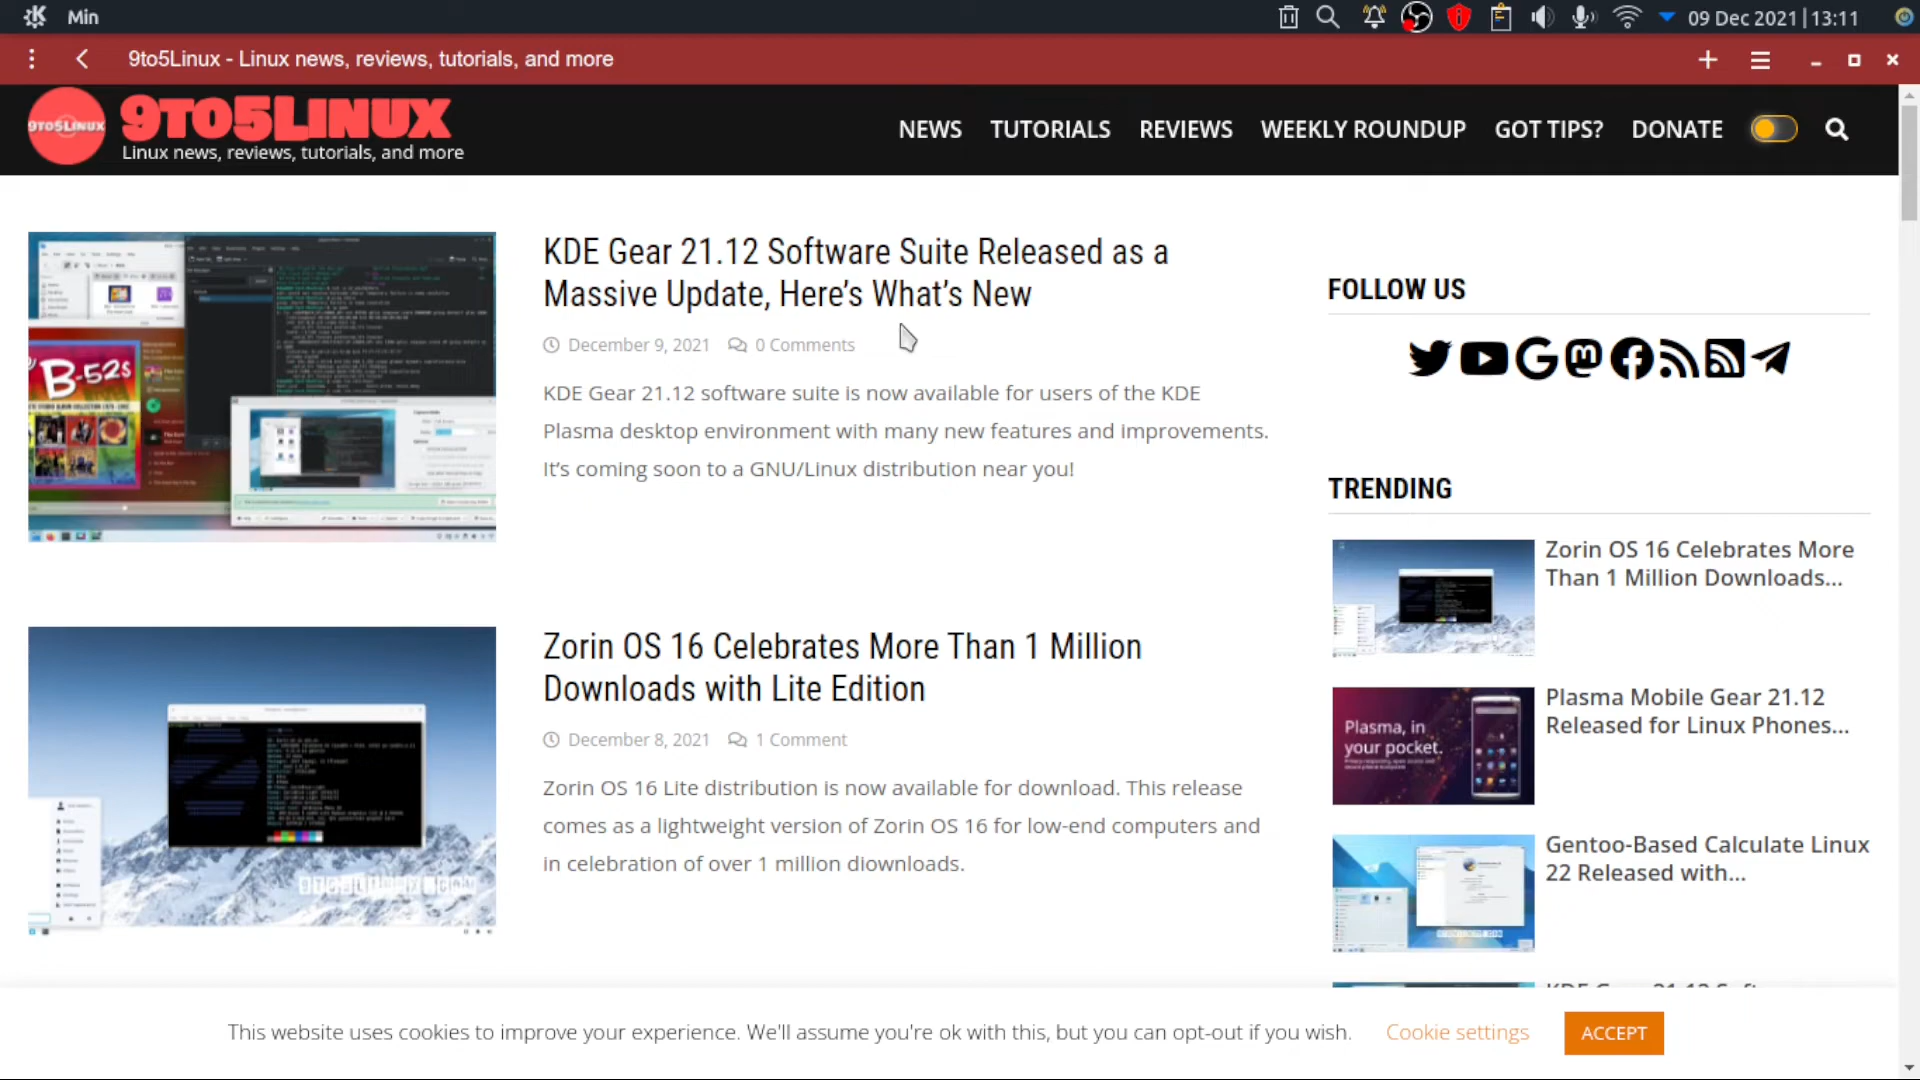 Min
09 Dec 2021|13:11
9to5Linux - Linux news, reviews, tutorials, and more
9TO5LINUX
9TO5LINUX
Linux news, reviews, tutorials, and more
NEWS TUTORIALS REVIEWS WEEKLY ROUNDUP GOT TIPS? DONATE
KDE Gear 21.12 Software Suite Released as a
Massive Update, Here’s What’s New
December 9, 2021 0 Comments
KDE Gear 21.12 software suite is now available for users of the KDE
Plasma desktop environment with many new features and improvements.
It’s coming soon to a GNU/Linux distribution near you!
B-52s
Zorin OS 16 Celebrates More Than 1 Million
Downloads with Lite Edition
December 8, 2021 1 Comment
Zorin OS 16 Lite distribution is now available for download. This release
comes as a lightweight version of Zorin OS 16 for low-end computers and
in celebration of over 1 million diownloads.
9TO5LINUX.COM
FOLLOW US
TRENDING
Zorin OS 16 Celebrates More
Than 1 Million Downloads...
Plasma, in
your pocket.
Plasma Mobile Gear 21.12
Released for Linux Phones...
Gentoo-Based Calculate Linux
22 Released with...
This website uses cookies to improve your experience. We'll assume you're ok with this, but you can opt-out if you wish. Cookie settings ACCEPT